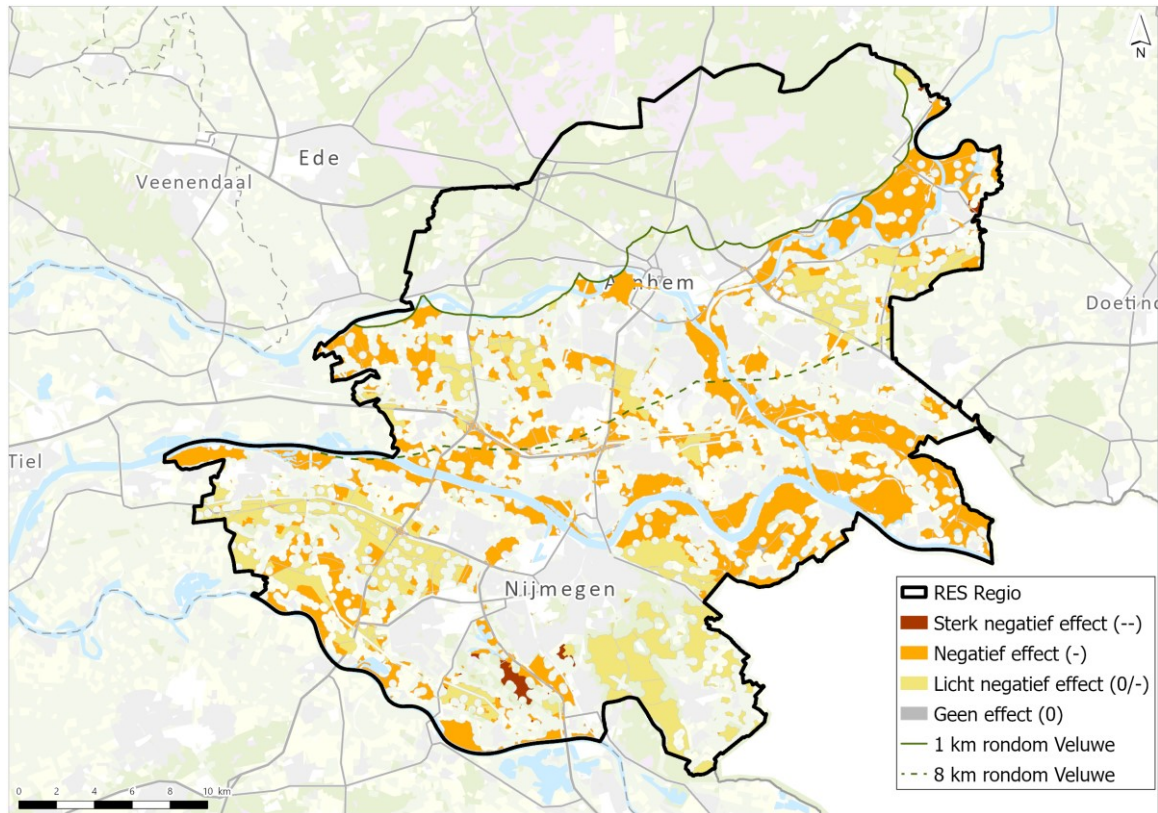 N
Ede
Veenendaal
Arnhem
Doetinc
Tiel
Nijmegen
RES Regio
Sterk negatief effect (--)
Negatief effect (-)
Licht negatief effect (0/-)
Geen effect (0)
1 km rondom Veluwe
8 km rondom Veluwe
0 2 4 6 8 10 km